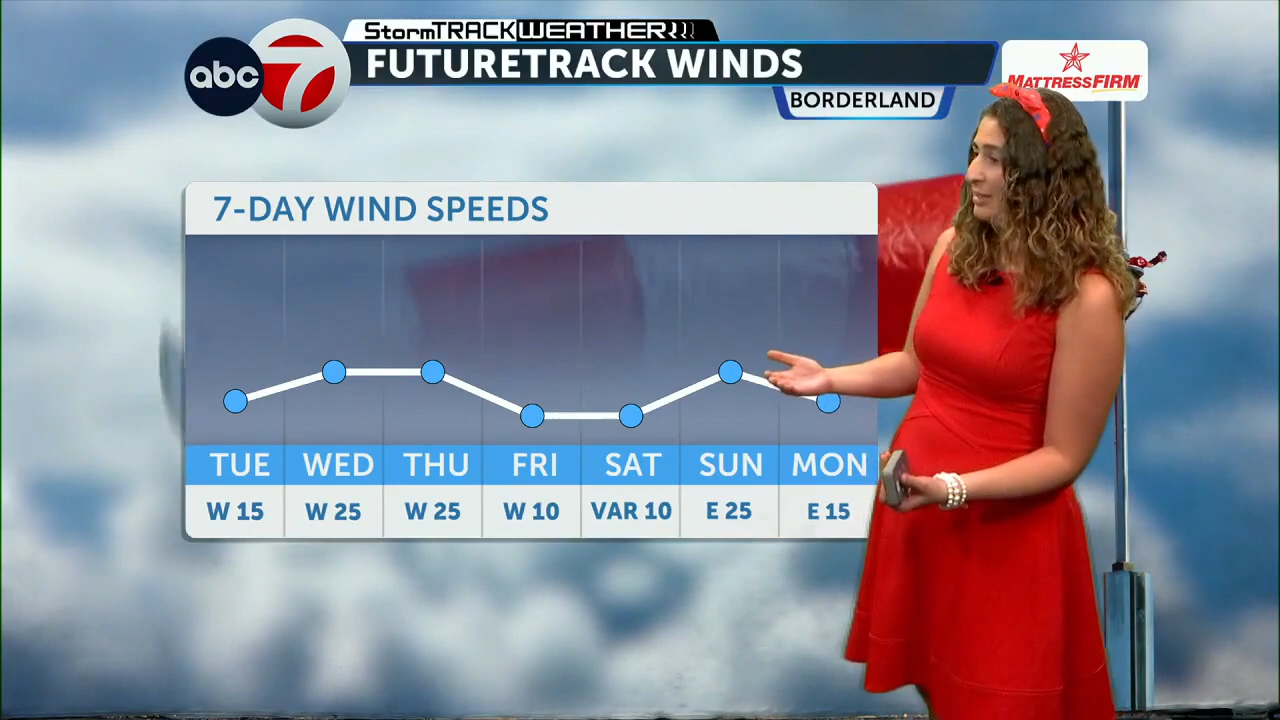 StormTRACKWEATHER
abc 7
FUTURETRACK WINDS
MATTRESSFIRM
BORDERLAND
7-DAY WIND SPEEDS
TUE WED THU FRI SAT SUN MON
W 15 W 25 W 25 W 10 VAR 10 E 25 E 15